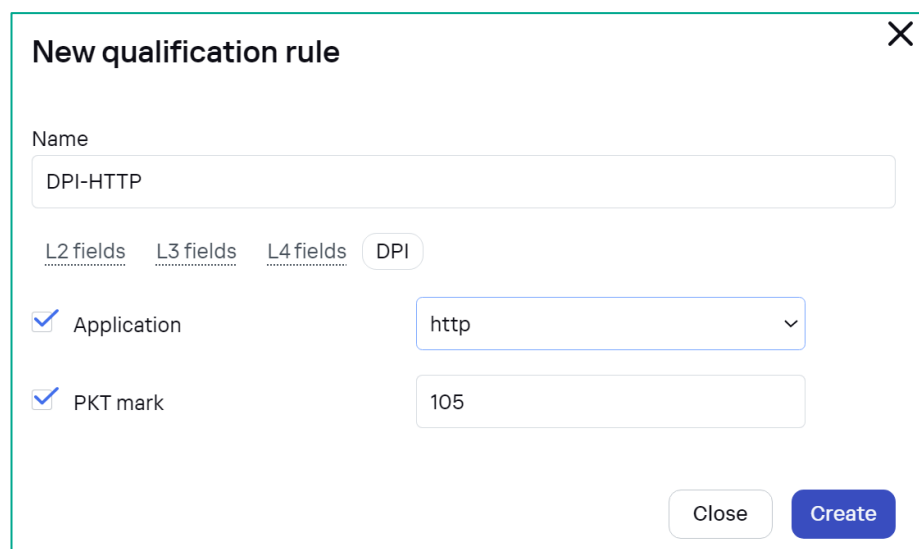 New qualification rule
Name
DPI-HTTP
L2 fields L3 fields L4 fields DPI
Application http
PKT mark 105
Close Create